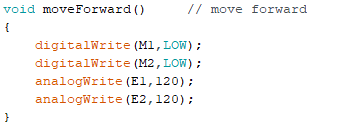 void moveForward()     // move forward
{
    digitalWrite(M1,LOW);
    digitalWrite(M2,LOW);
    analogWrite(E1,120);
    analogWrite(E2,120);
}